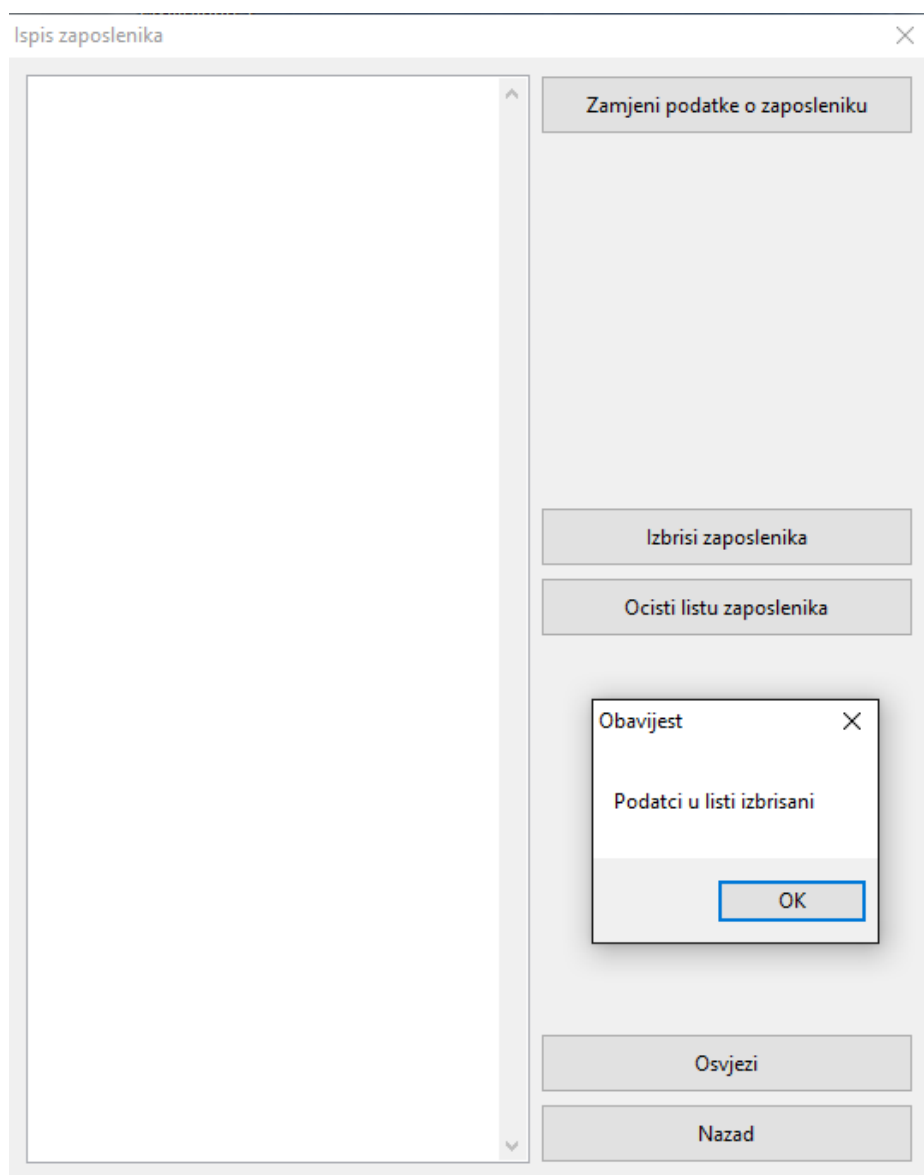 Ispis zaposlenika
Zamjeni podatke o zaposleniku
Izbrisi zaposlenika
Ocisti listu zaposlenika
Obavijest
Podatci u listi izbrisani
OK
Osvjezi
Nazad